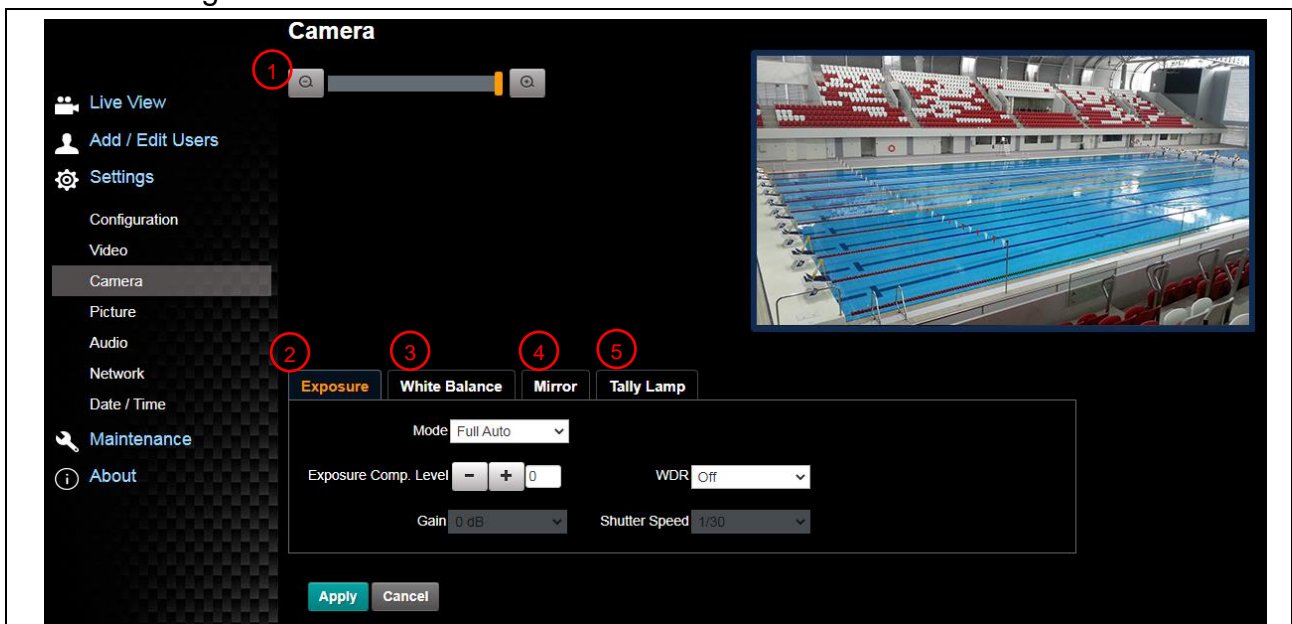 Camera
1
Live View
Add / Edit Users
Settings
Configuration
Video
Camera
Picture
Audio
Network
Date / Time
Maintenance
About
2
3
4
5
Exposure White Balance Mirror Tally Lamp
Mode Full Auto
Exposure Comp. Level - + 0 WDR Off
Gain 0 dB Shutter Speed 1/30
Apply Cancel